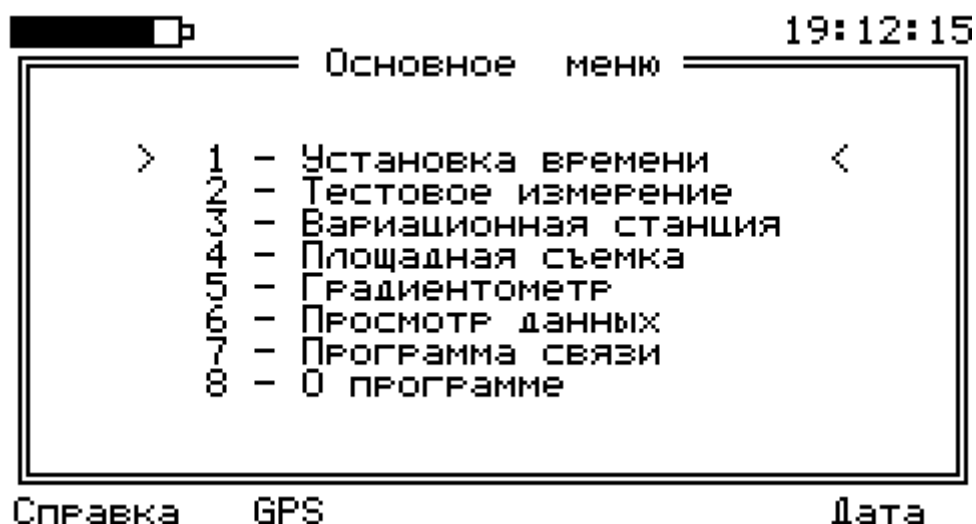 19:12:15
Основное меню
> 1 - Установка времени <
2 - Тестовое измерение
3 - Вариационная станция
4 - Площадная съемка
5 - Градиентометр
6 - Просмотр данных
7 - Программа связи
8 - О программе
Справка GPS Дата